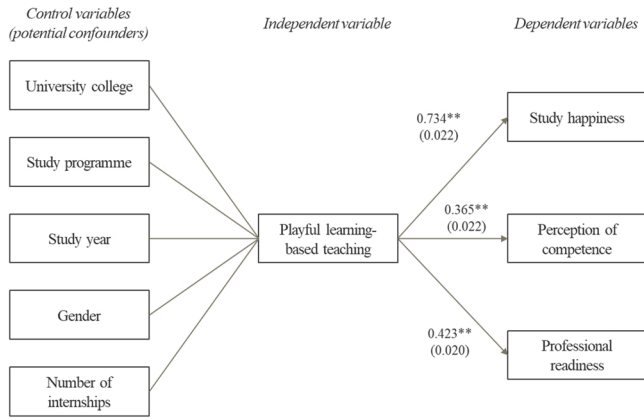 Control variables
(potential confounders)
Independent variable
Dependent variables
University college
Study programme
Study year
Gender
Number of
internships
Playful learning-
based teaching
0.734**
(0.022)
0.365**
(0.022)
0.423**
(0.020)
Study happiness
Perception of
competence
Professional
readiness